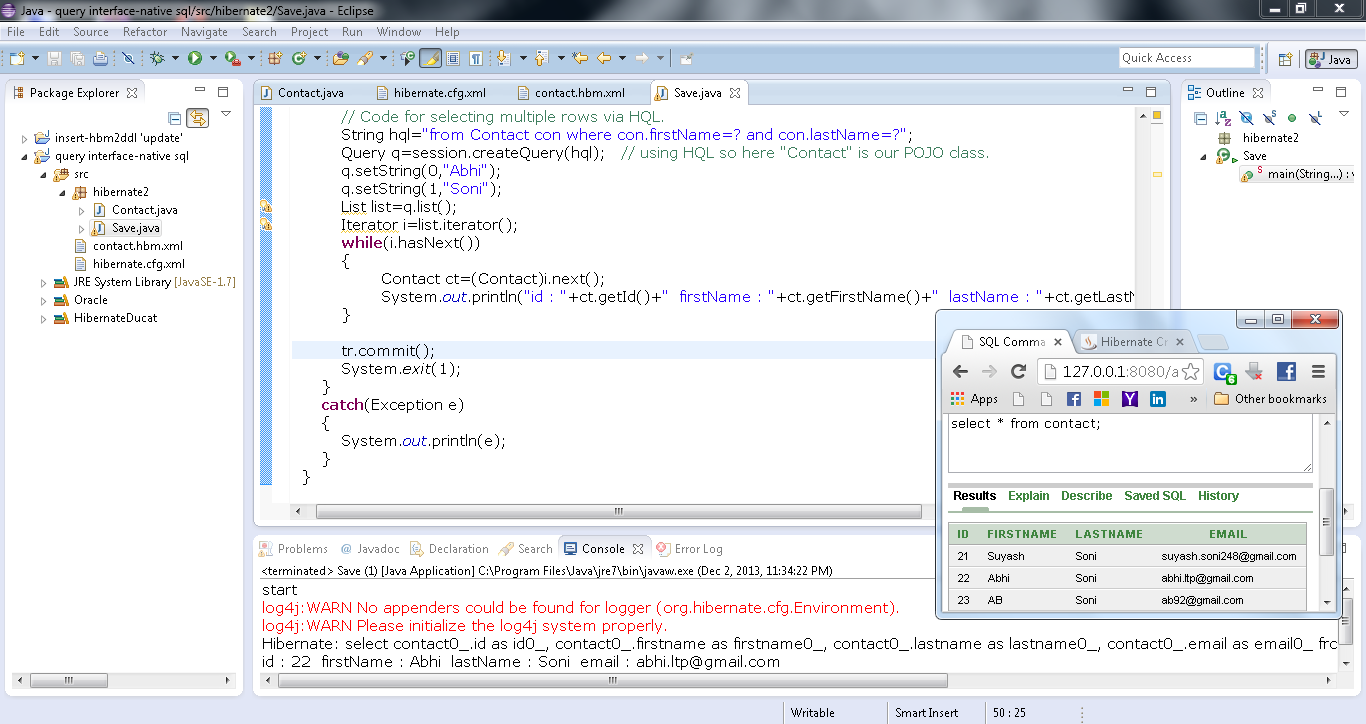 Java - query interface-native sql/src/hibernate2/Save.java - Eclipse
File Edit Source Refactor Navigate Search Project Run Window Help
Quick Access
Java
Package Explorer
insert-hbm2ddl 'update'
query interface-native sql
src
hibernate2
Contact.java
Save.java
contact.hbm.xml
hibernate.cfg.xml
JRE System Library [JavaSE-1.7]
Oracle
HibernateDucat
Contact.java hibernate.cfg.xml contact.hbm.xml Save.java
// Code for selecting multiple rows via HQL.
String hql="from Contact con where con.firstName=? and con.lastName=?";
Query q=session.createQuery(hql); // using HQL so here "Contact" is our POJO class.
q.setString(0,"Abhi");
q.setString(1,"Soni");
List list=q.list();
Iterator i=list.iterator();
while(i.hasNext())
{
Contact ct=(Contact)i.next();
System.out.println("id : "+ct.getId()+" firstName : "+ct.getFirstName()+" lastName : "+ct.getLastN
}
tr.commit();
System.exit(1);
}
catch(Exception e)
{
System.out.println(e);
}
}
Outline
hibernate2
Save
main(String...) : v
SQL Comma Hibernate Cr
127.0.0.1:8080/a
6
Apps » Other bookmarks
select * from contact;
Results Explain Describe Saved SQL History
ID FIRSTNAME LASTNAME EMAIL
21 Suyash Soni suyash.soni248@gmail.com
22 Abhi Soni abhi.ltp@gmail.com
23 AB Soni ab92@gmail.com
Problems Javadoc Declaration Search Console Error Log
<terminated> Save (1) [Java Application] C:\Program Files\Java\jre7\bin\javaw.exe (Dec 2, 2013, 11:34:22 PM)
start
log4j:WARN No appenders could be found for logger (org.hibernate.cfg.Environment).
log4j:WARN Please initialize the log4j system properly.
Hibernate: select contact0_.id as id0_, contact0_.firstname as firstname0_, contact0_.lastname as lastname0_, contact0_.email as email0_ frc
id : 22 firstName : Abhi lastName : Soni email : abhi.ltp@gmail.com
Writable Smart Insert 50 : 25